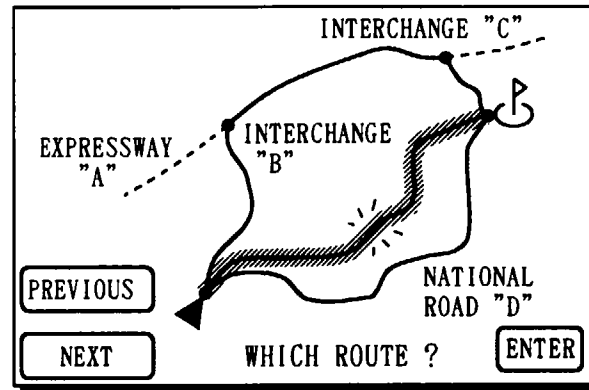 INTERCHANGE "C"
EXPRESSWAY
"A"
INTERCHANGE
"B"
NATIONAL
ROAD "D"
PREVIOUS
NEXT
WHICH ROUTE ?
ENTER